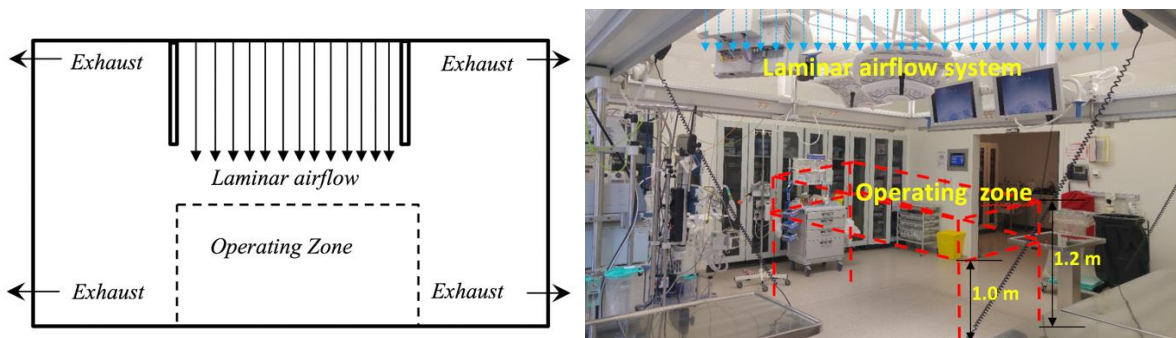 Exhaust
Exhaust
Laminar airflow
Operating Zone
Exhaust
Exhaust
Laminar airflow system
Operating zone
1.2 m
1.0 m